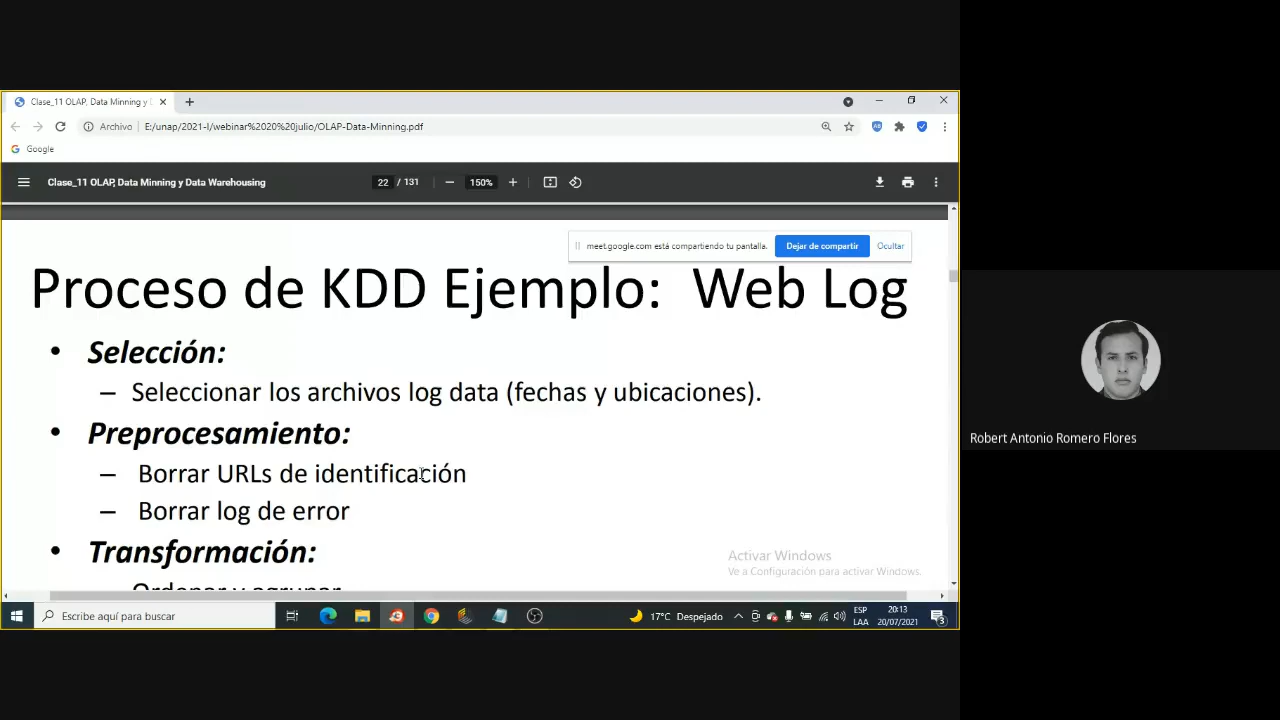 Clase_11 OLAP, Data Minning y D
Archivo E:/unap/2021-I/webinar%2020%20julio/OLAP-Data-Minning.pdf
Google
Clase_11 OLAP, Data Minning y Data Warehousing
22 / 131
150%
meet.google.com está compartiendo tu pantalla.
Dejar de compartir
Ocultar
Proceso de KDD Ejemplo: Web Log
• Selección:
– Seleccionar los archivos log data (fechas y ubicaciones).
• Preprocesamiento:
– Borrar URLs de identificación
– Borrar log de error
• Transformación:
Ordenar y agrupar
Activar Windows
Ve a Configuración para activar Windows.
Robert Antonio Romero Flores
Escribe aquí para buscar
17°C Despejado
ESP
LAA
20:13
20/07/2021
3